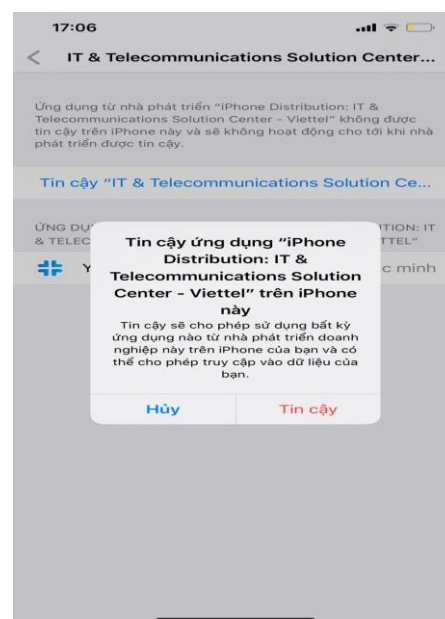 17:06
IT & Telecommunications Solution Center...
Ứng dụng từ nhà phát triển “iPhone Distribution: IT &
Telecommunications Solution Center - Viettel” không được
tin cậy trên iPhone này và sẽ không hoạt động cho tới khi nhà
phát triển được tin cậy.
Tin cậy “IT & Telecommunications Solution Ce...
ỨNG DỤ TION: IT
& TELEC TTEL”
Y c minh
Tin cậy ứng dụng “iPhone
Distribution: IT &
Telecommunications Solution
Center - Viettel” trên iPhone
này
Tin cậy sẽ cho phép sử dụng bất kỳ
ứng dụng nào từ nhà phát triển doanh
nghiệp này trên iPhone của bạn và có
thể cho phép truy cập vào dữ liệu của
bạn.
Hủy Tin cậy